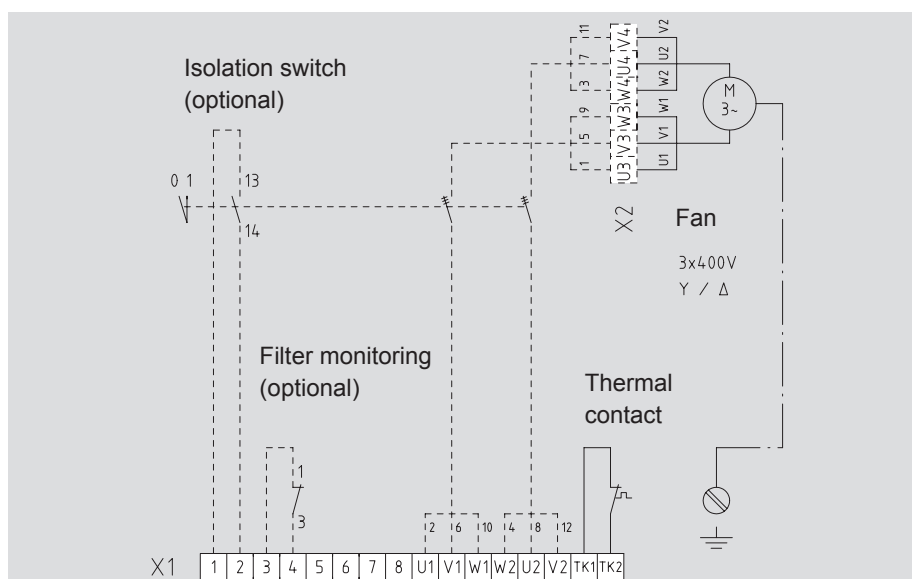 11 V4 V2
7 U4 U2
3 W4 W2
9 W3 W1
5 V3 V1
1 U3 U1
M
3~
X2
Isolation switch
(optional)
0 1
13
14
Fan
3x400V
Y / Δ
Filter monitoring
(optional)
Thermal
contact
1
3
2 6 10 4 8 12
X1 1 2 3 4 5 6 7 8 U1 V1 W1 W2 U2 V2 TK1 TK2